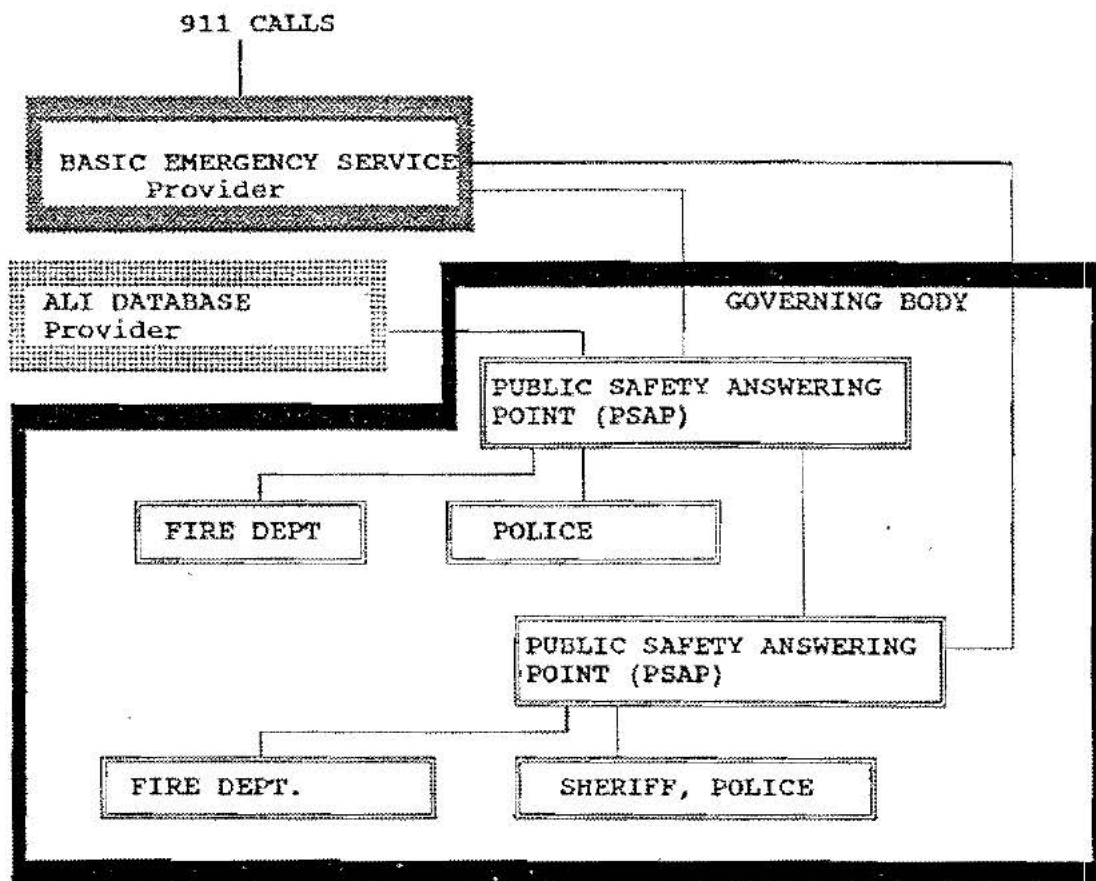 911 CALLS
BASIC EMERGENCY SERVICE
Provider
ALI DATABASE
Provider
GOVERNING BODY
PUBLIC SAFETY ANSWERING
POINT (PSAP)
FIRE DEPT
POLICE
PUBLIC SAFETY ANSWERING
POINT (PSAP)
FIRE DEPT.
SHERIFF, POLICE